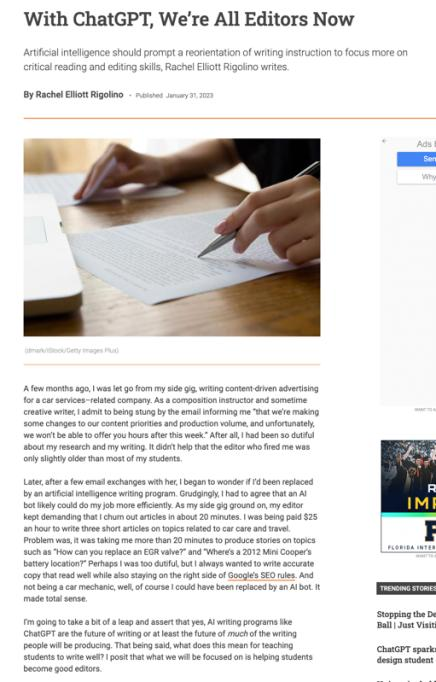 With ChatGPT, We’re All Editors Now
Artificial intelligence should prompt a reorientation of writing instruction to focus more on
critical reading and editing skills, Rachel Elliott Rigolino writes.
By Rachel Elliott Rigolino • Published January 31, 2023
Ads
Why
(dmark/iStock/Getty Images Plus)
A few months ago, I was let go from my side gig, writing content-driven advertising
for a car services–related company. As a composition instructor and sometime
creative writer, I admit to being stung by the email informing me “that we’re making
some changes to our content priorities and production volume, and unfortunately,
we won’t be able to offer you hours after this week.” After all, I had been so dutiful
about my research and my writing. It didn’t help that the editor who fired me was
only slightly older than most of my students.
Later, after a few email exchanges with her, I began to wonder if I’d been replaced
by an artificial intelligence writing program. Grudgingly, I had to agree that an AI
bot likely could do my job more efficiently. As my side gig ground on, my editor
kept demanding that I churn out articles in about 20 minutes. I was being paid $25
an hour to write three short articles on topics related to car care and travel.
Problem was, it was taking me more than 20 minutes to produce stories on topics
such as “How can you replace an EGR valve?” and “Where’s a 2012 Mini Cooper’s
battery location?” Perhaps I was too dutiful, but I always wanted to write accurate
copy that read well while also staying on the right side of Google’s SEO rules. And
not being a car mechanic, well, of course I could have been replaced by an AI bot. It
made total sense.
I’m going to take a bit of a leap and assert that yes, AI writing programs like
ChatGPT are the future of writing or at least the future of much of the writing
people will be producing. That being said, what does this mean for teaching
students to write well? I posit that what we will be focused on is helping students
become good editors.
FLORIDA INTER
TRENDING STORIES
Stopping the De
Ball | Just Visiti
ChatGPT sparks
design student